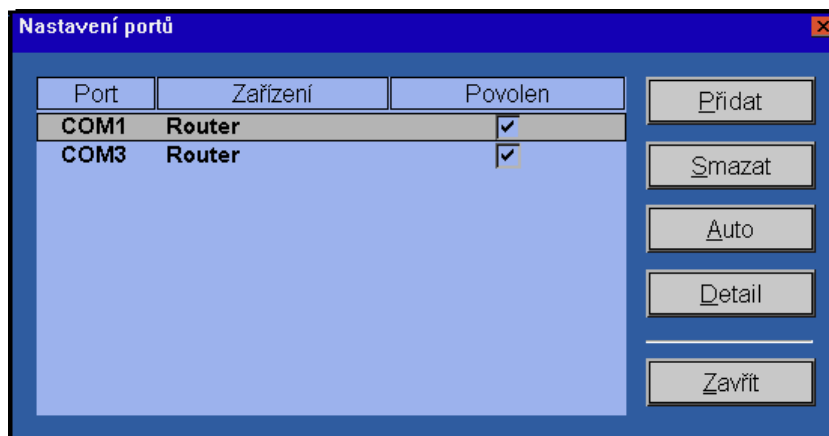 Nastavení portů
Port Zařízení Povolen
COM1 Router
COM3 Router
Přidat
Smazat
Auto
Detail
Zavřít